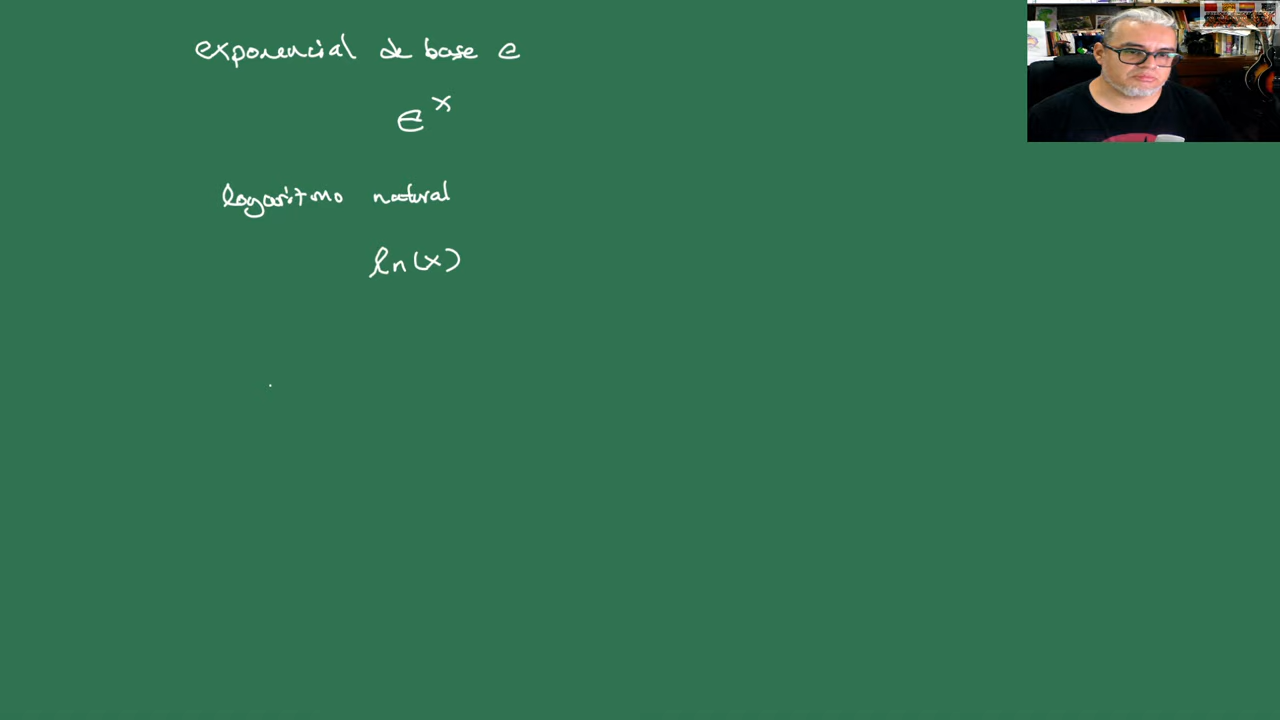 exponencial de base e
e^x
logaritmo natural
ln(x)